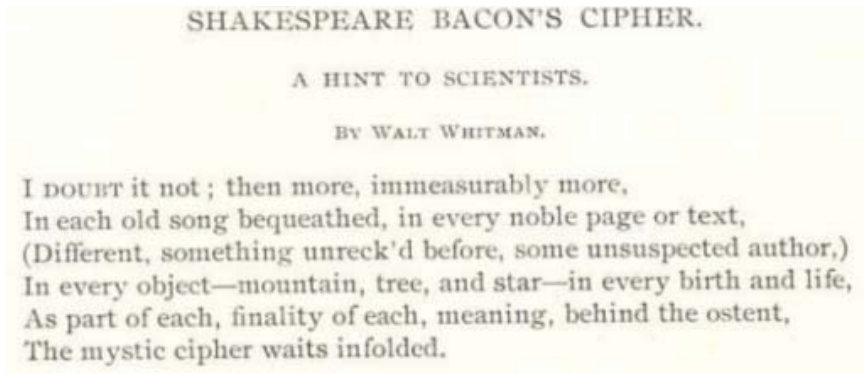 SHAKESPEARE BACON'S CIPHER.
A HINT TO SCIENTISTS.
BY WALT WHITMAN.
I DOUBT it not; then more, immeasurably more,
In each old song bequeathed, in every noble page or text,
(Different, something unreck'd before, some unsuspected author,)
In every object—mountain, tree, and star—in every birth and life,
As part of each, finality of each, meaning, behind the ostent,
The mystic cipher waits infolded.